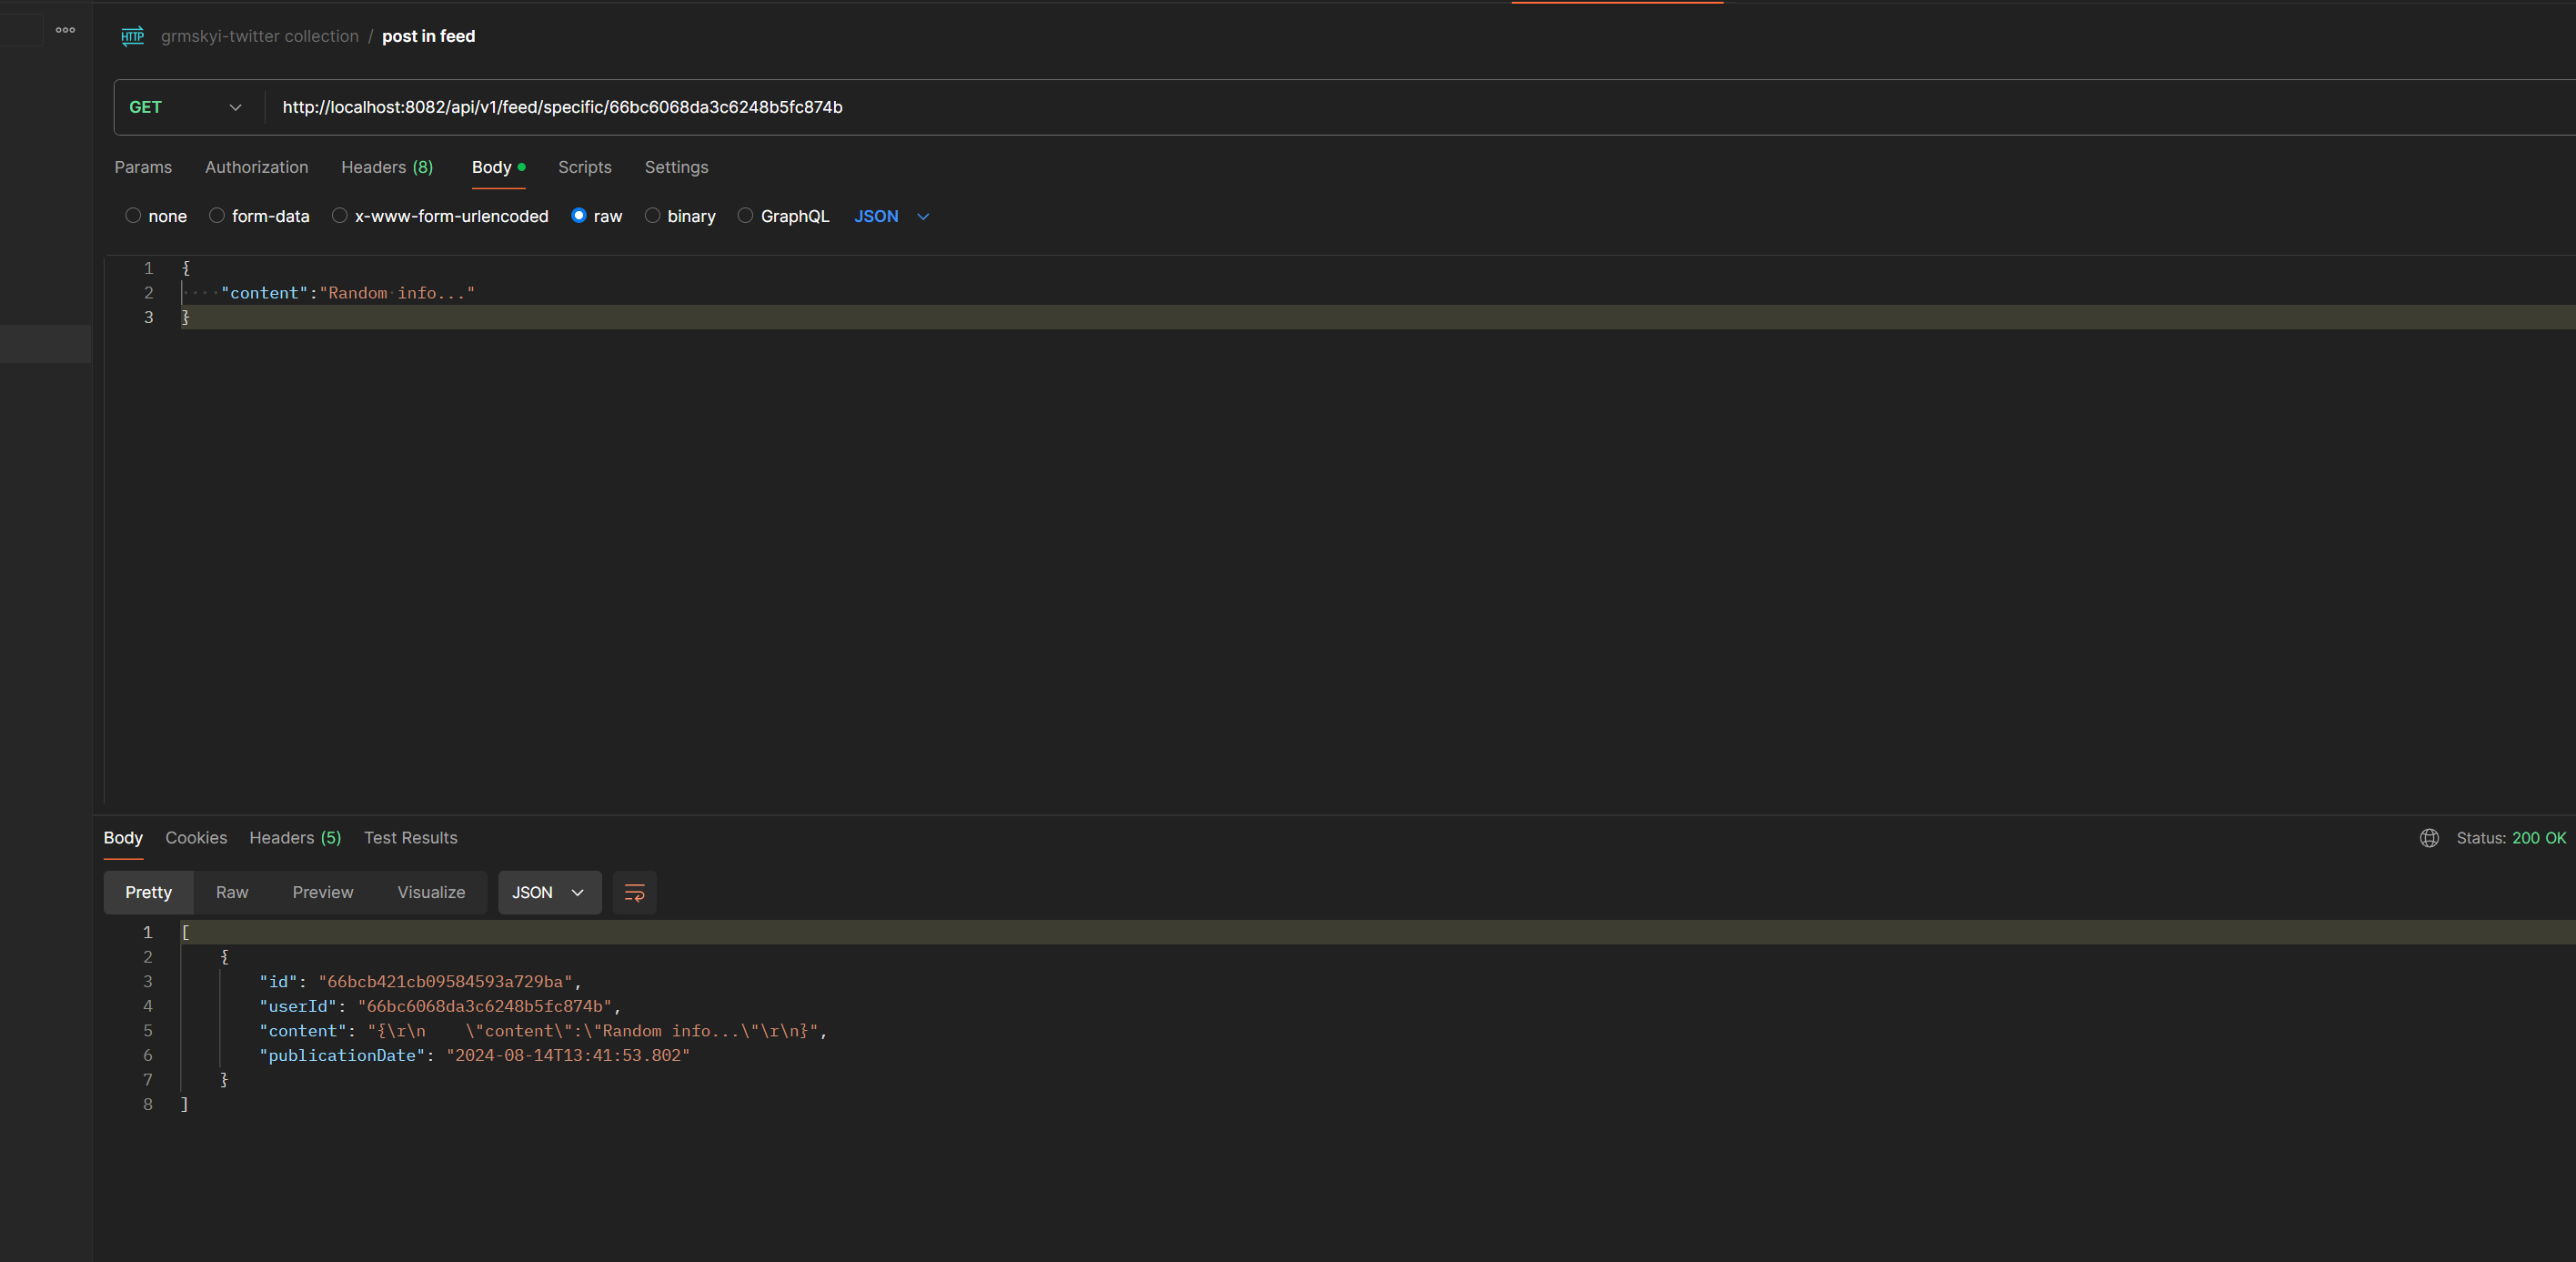 HTTP grmskyi-twitter collection / post in feed
GET http://localhost:8082/api/v1/feed/specific/66bc6068da3c6248b5fc874b
Params Authorization Headers (8) Body Scripts Settings
none form-data x-www-form-urlencoded raw binary GraphQL JSON
1 {
2 "content":"Random info..."
3 }
Body Cookies Headers (5) Test Results Status: 200 OK
Pretty Raw Preview Visualize JSON
1 [
2 {
3 "id": "66bcb421cb09584593a729ba",
4 "userId": "66bc6068da3c6248b5fc874b",
5 "content": "{\r\n    \"content\":\"Random info...\"\r\n}",
6 "publicationDate": "2024-08-14T13:41:53.802"
7 }
8 ]